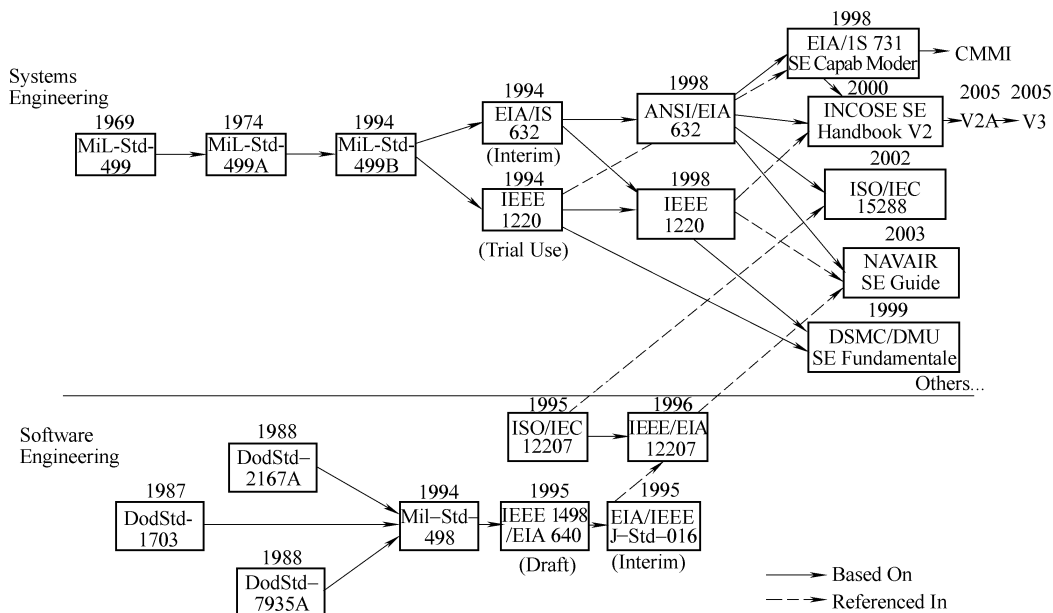 Systems
Engineering
1969
MiL-Std-
499
1974
MiL-Std-
499A
1994
MiL-Std-
499B
1994
EIA/IS
632
(Interim)
1994
IEEE
1220
(Trial Use)
1998
ANSI/EIA
632
1998
IEEE
1220
1998
EIA/1S 731
SE Capab Moder
CMMI
2000
INCOSE SE
Handbook V2
2005 2005
V2A
V3
2002
ISO/IEC
15288
2003
NAVAIR
SE Guide
1999
DSMC/DMU
SE Fundamentale
Others...
Software
Engineering
1987
DodStd-
1703
1988
DodStd–
2167A
1988
DodStd–
7935A
1994
Mil–Std–
498
1995
ISO/IEC
12207
1996
IEEE/EIA
12207
1995
IEEE 1498
/EIA 640
(Draft)
1995
EIA/IEEE
J–Std–016
(Interim)
Based On
Referenced In